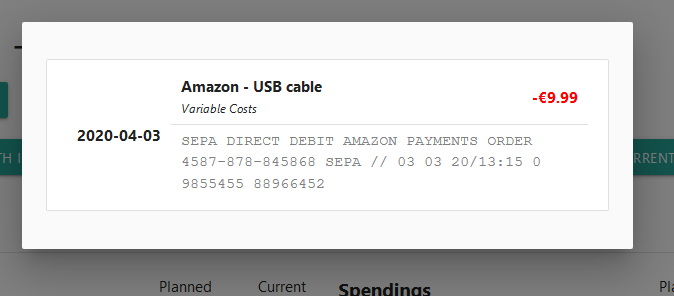 Amazon - USB cable
-€9.99
Variable Costs
2020-04-03
SEPA DIRECT DEBIT AMAZON PAYMENTS ORDER
4587-878-845868 SEPA // 03 03 20/13:15 0
9855455 88966452
TH
RRENT
Planned
Current
Spendings